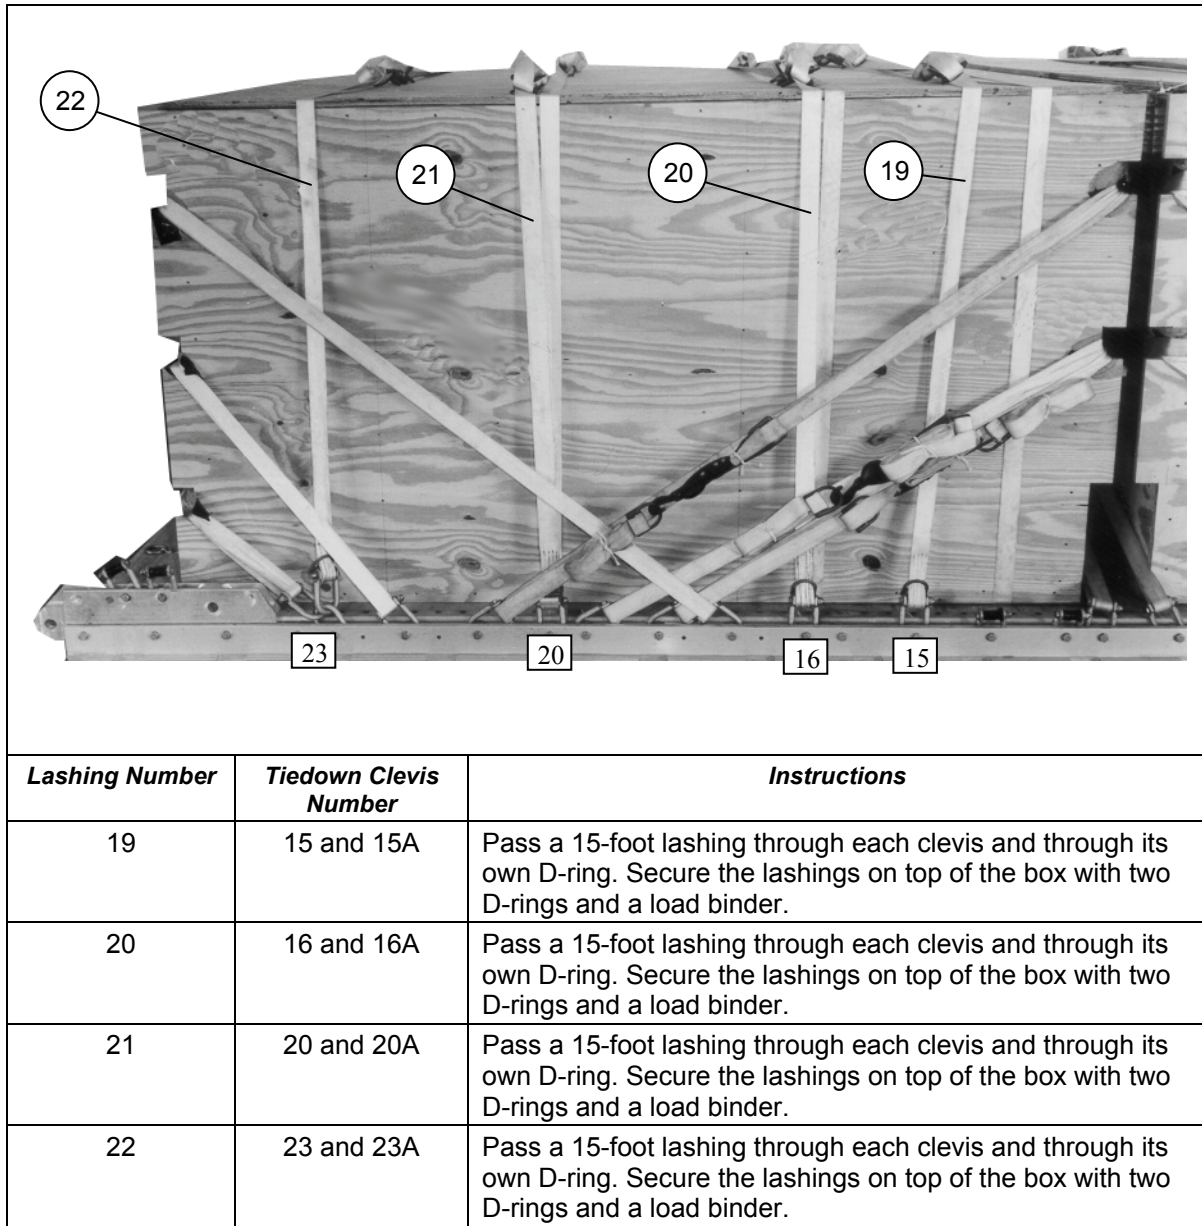 22
21
20
19
23
20
16
15
Lashing Number
Tiedown Clevis
Number
Instructions
19
15 and 15A
Pass a 15-foot lashing through each clevis and through its
own D-ring. Secure the lashings on top of the box with two
D-rings and a load binder.
20
16 and 16A
Pass a 15-foot lashing through each clevis and through its
own D-ring. Secure the lashings on top of the box with two
D-rings and a load binder.
21
20 and 20A
Pass a 15-foot lashing through each clevis and through its
own D-ring. Secure the lashings on top of the box with two
D-rings and a load binder.
22
23 and 23A
Pass a 15-foot lashing through each clevis and through its
own D-ring. Secure the lashings on top of the box with two
D-rings and a load binder.